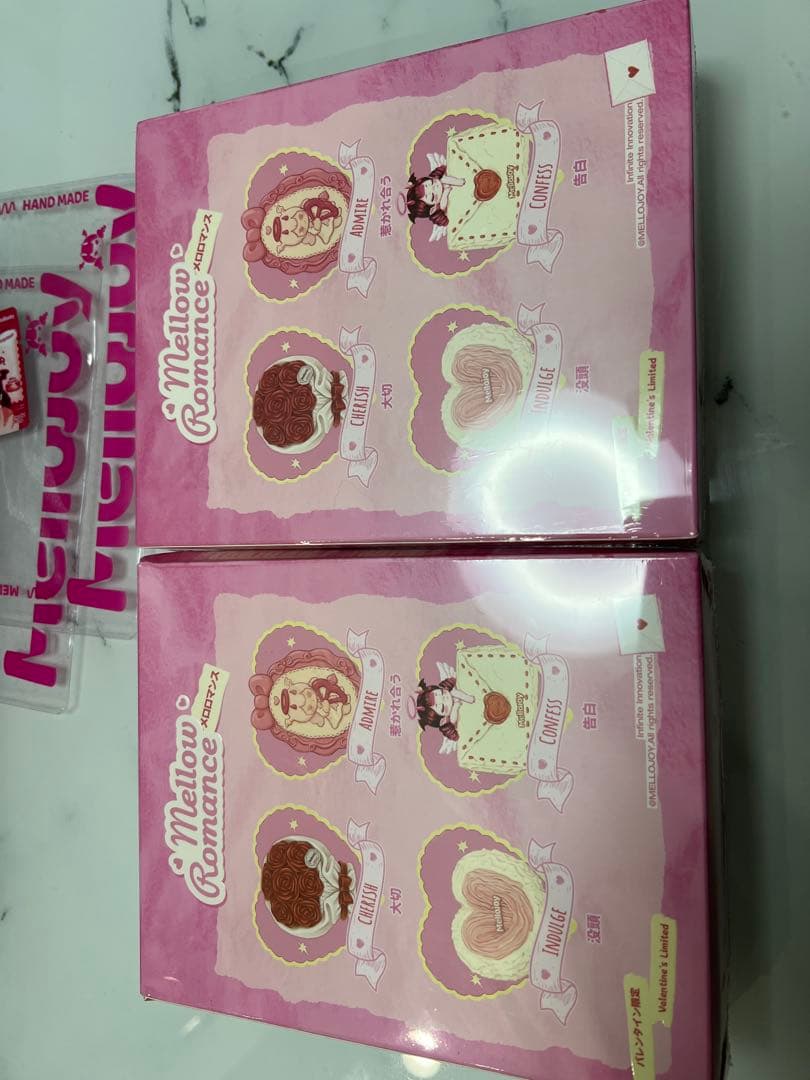 HAND MADE
MADE
Mellojoy
Mellojoy
Mellow
Romance
メロロマンス
ADMIRE
惹かれ合う
Mellojoy
CONFESS
告白
CHERISH
大切
Mellojoy
INDULGE
没頭
Infinite Innovation
©MELLOJOY.All rights reserved.
Valentine's Limited
Mellow
Romance
メロロマンス
ADMIRE
惹かれ合う
Mellojoy
CONFESS
告白
CHERISH
大切
Mellojoy
INDULGE
没頭
Infinite Innovation
©MELLOJOY.All rights reserved.
バレンタイン限定
Valentine's Limited